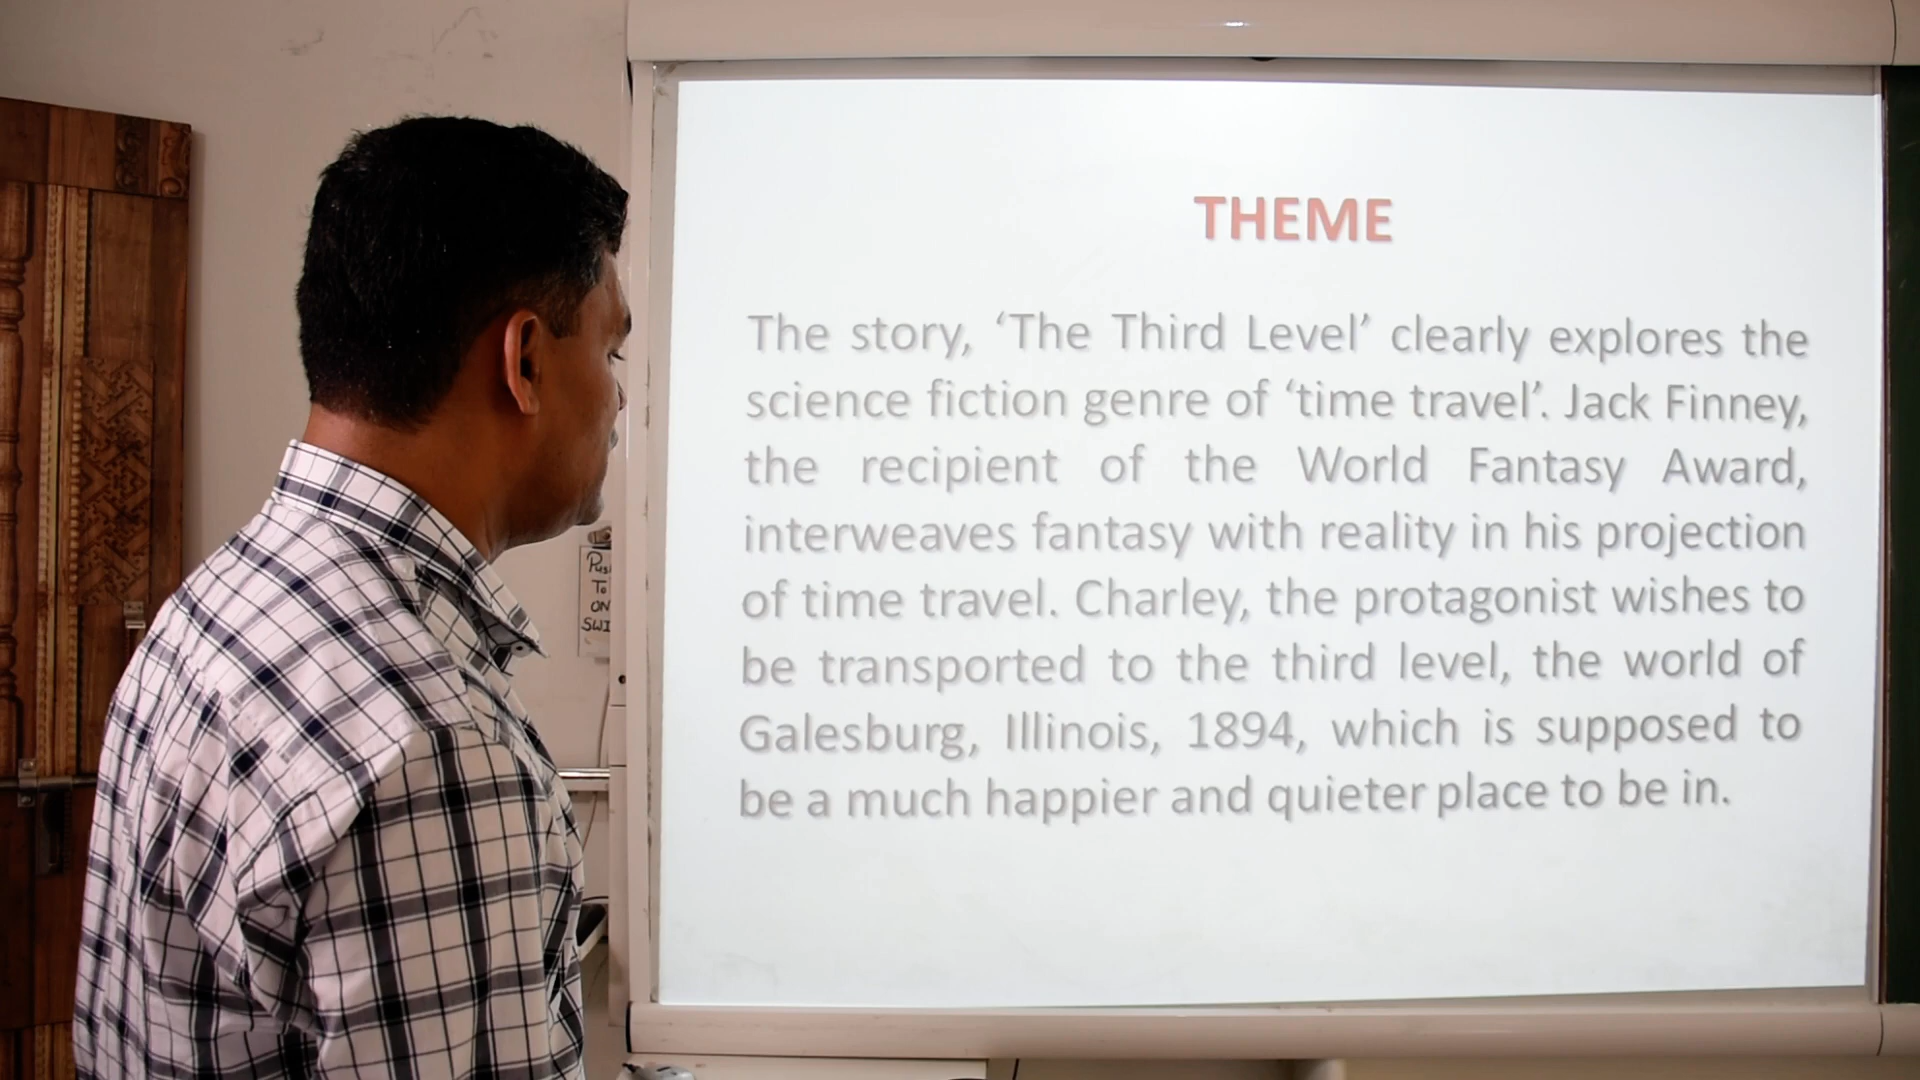 THEME
The story, ‘The Third Level’ clearly explores the
science fiction genre of ‘time travel’. Jack Finney,
the recipient of the World Fantasy Award,
interweaves fantasy with reality in his projection
of time travel. Charley, the protagonist wishes to
be transported to the third level, the world of
Galesburg, Illinois, 1894, which is supposed to
be a much happier and quieter place to be in.
To
ON